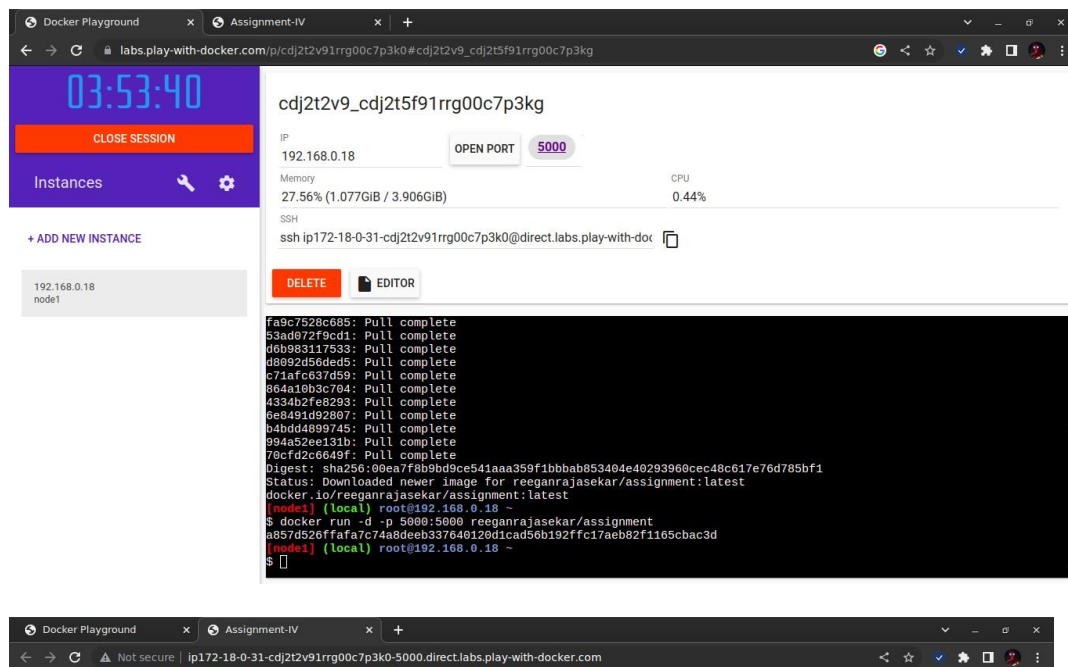 Docker Playground Assignment-IV
labs.play-with-docker.com/p/cdj2t2v91rrg00c7p3k0#cdj2t2v9_cdj2t5f91rrg00c7p3kg
03:53:40
CLOSE SESSION
Instances
+ ADD NEW INSTANCE
192.168.0.18
node1
cdj2t2v9_cdj2t5f91rrg00c7p3kg
IP
192.168.0.18
OPEN PORT 5000
Memory CPU
27.56% (1.077GiB / 3.906GiB) 0.44%
SSH
ssh ip172-18-0-31-cdj2t2v91rrg00c7p3k0@direct.labs.play-with-doc
DELETE EDITOR
fa9c7528c685: Pull complete
53ad072f9cd1: Pull complete
d6b983117533: Pull complete
d8092d56ded5: Pull complete
c71afc637d59: Pull complete
864a10b3c704: Pull complete
4334b2fe8293: Pull complete
6e8491d92807: Pull complete
b4bdd4899745: Pull complete
994a52ee131b: Pull complete
70cfd2c6649f: Pull complete
Digest: sha256:00ea7f8b9bd9ce541aaa359f1bbbab853404e40293960cec48c617e76d785bf1
Status: Downloaded newer image for reeganrajasekar/assignment:latest
docker.io/reeganrajasekar/assignment:latest
[node1] (local) root@192.168.0.18 ~
$ docker run -d -p 5000:5000 reeganrajasekar/assignment
a857d526ffafa7c74a8deeb337640120d1cad56b192ffc17aeb82f1165cbac3d
[node1] (local) root@192.168.0.18 ~
$
Docker Playground Assignment-IV
Not secure ip172-18-0-31-cdj2t2v91rrg00c7p3k0-5000.direct.labs.play-with-docker.com